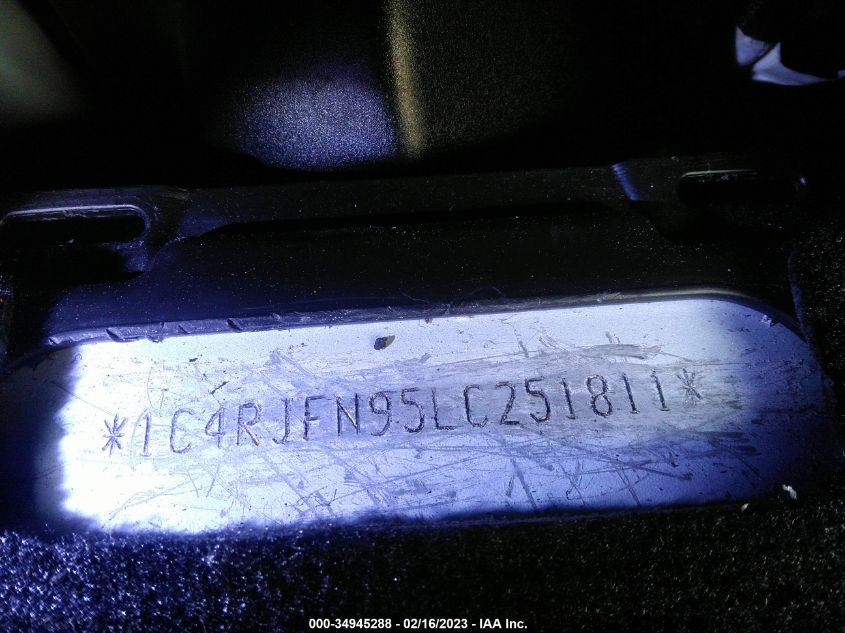 *1C4RJFN95LC251811*
000-34945288 - 02/16/2023 - IAA Inc.